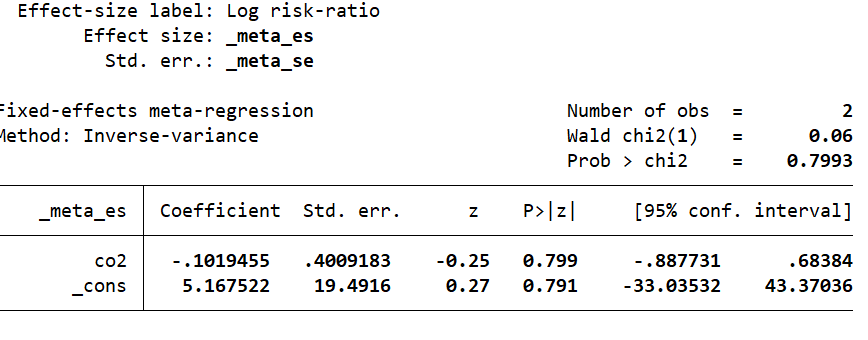 Effect-size label: Log risk-ratio
Effect size: _meta_es
Std. err.: _meta_se
Fixed-effects meta-regression Number of obs = 2
Method: Inverse-variance Wald chi2(1) = 0.06
Prob > chi2 = 0.7993
_meta_es Coefficient Std. err. z P>|z| [95% conf. interval]
co2 -.1019455 .4009183 -0.25 0.799 -.887731 .68384
_cons 5.167522 19.4916 0.27 0.791 -33.03532 43.37036